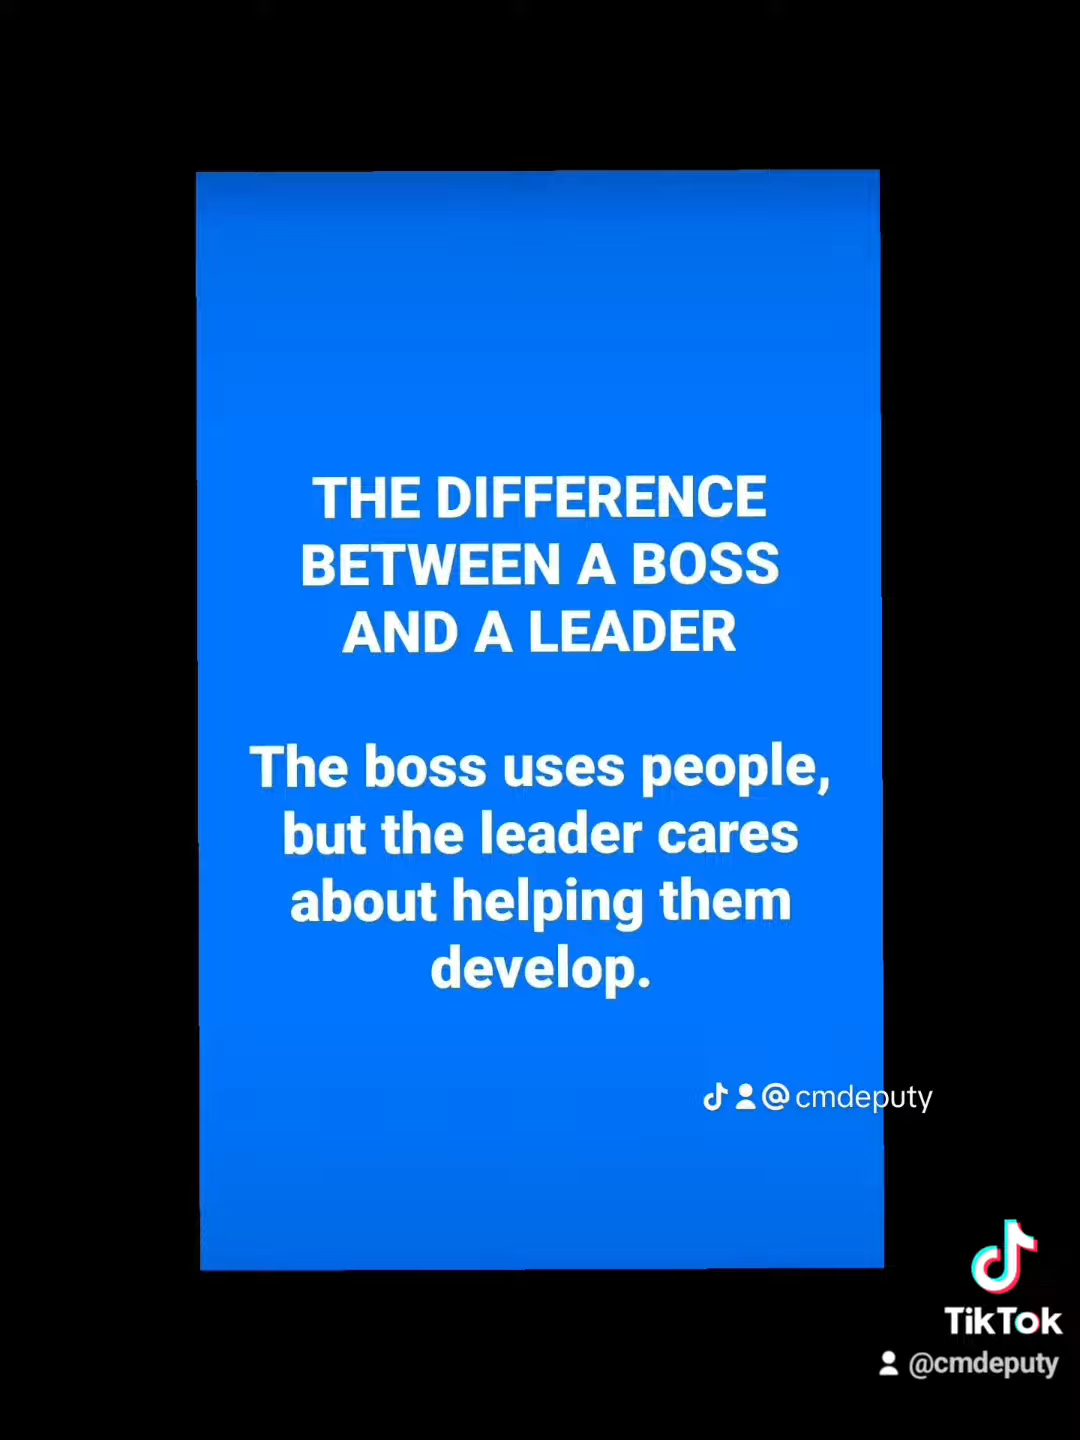 THE DIFFERENCE
BETWEEN A BOSS
AND A LEADER
The boss uses people,
but the leader cares
about helping them
develop.
@cmdeputy
TikTok
@cmdeputy